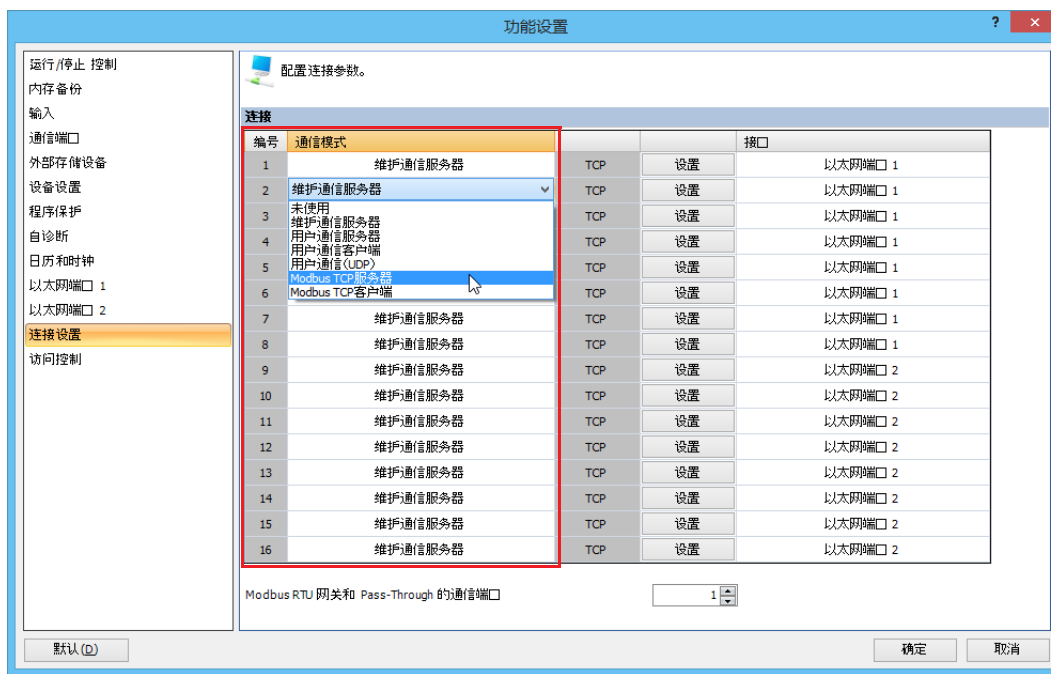 功能设置
?
×
运行/停止 控制
内存备份
输入
通信端口
外部存储设备
设备设置
程序保护
自诊断
日历和时钟
以太网端口 1
以太网端口 2
连接设置
访问控制
配置连接参数。
连接
编号 通信模式 接口
1 维护通信服务器 TCP 设置 以太网端口 1
2 维护通信服务器 TCP 设置 以太网端口 1
3 TCP 设置 以太网端口 1
4 TCP 设置 以太网端口 1
5 TCP 设置 以太网端口 1
6 TCP 设置 以太网端口 1
未使用
维护通信服务器
用户通信服务器
用户通信客户端
用户通信(UDP)
Modbus TCP服务器
Modbus TCP客户端
7 维护通信服务器 TCP 设置 以太网端口 1
8 维护通信服务器 TCP 设置 以太网端口 1
9 维护通信服务器 TCP 设置 以太网端口 2
10 维护通信服务器 TCP 设置 以太网端口 2
11 维护通信服务器 TCP 设置 以太网端口 2
12 维护通信服务器 TCP 设置 以太网端口 2
13 维护通信服务器 TCP 设置 以太网端口 2
14 维护通信服务器 TCP 设置 以太网端口 2
15 维护通信服务器 TCP 设置 以太网端口 2
16 维护通信服务器 TCP 设置 以太网端口 2
Modbus RTU 网关和 Pass-Through 的通信端口 1
默认(D) 确定 取消